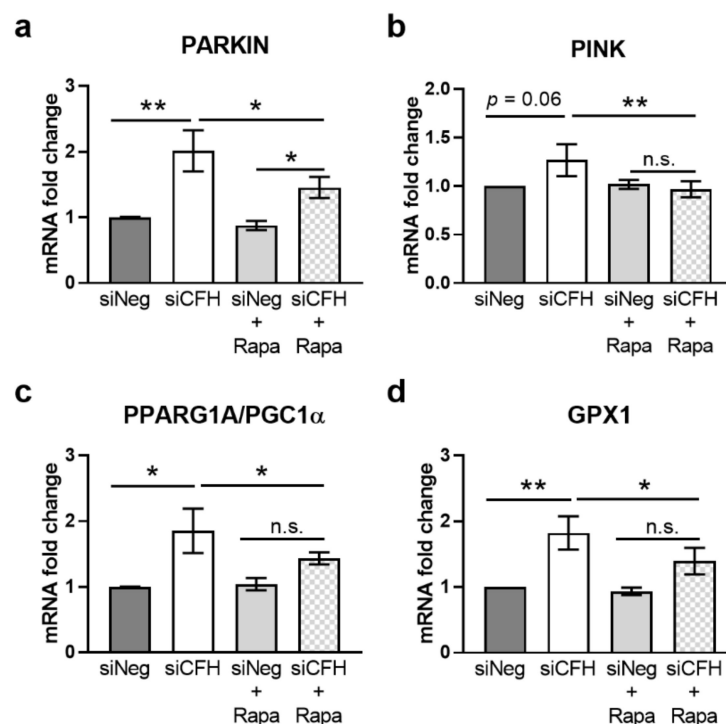 a
PARKIN
mRNA fold change
3
2
1
0
**
*
*
siNeg
siCFH
siNeg
+
Rapa
siCFH
+
Rapa
b
PINK
mRNA fold change
2.0
1.5
1.0
0.5
0.0
p = 0.06
**
n.s.
siNeg
siCFH
siNeg
+
Rapa
siCFH
+
Rapa
c
PPARG1A/PGC1α
mRNA fold change
3
2
1
0
*
*
n.s.
siNeg
siCFH
siNeg
+
Rapa
siCFH
+
Rapa
d
GPX1
mRNA fold change
3
2
1
0
**
*
n.s.
siNeg
siCFH
siNeg
+
Rapa
siCFH
+
Rapa